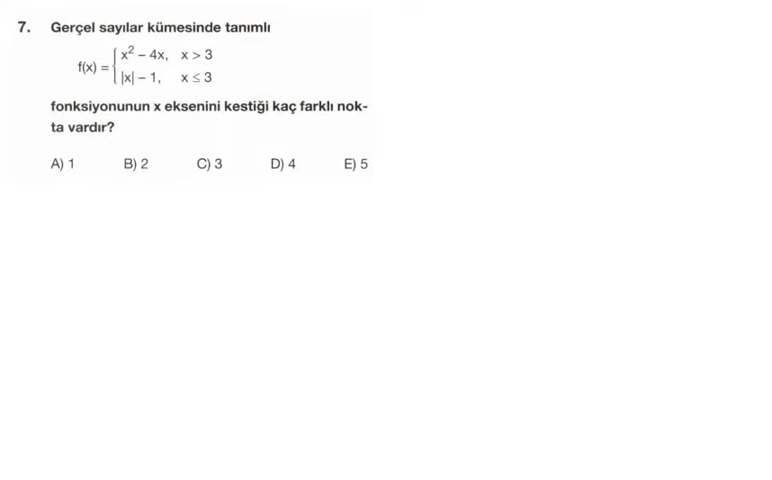 7. Gerçel sayılar kümesinde tanımlı
f(x) = { x² – 4x, x > 3
|x| – 1, x ≤ 3
fonksiyonunun x eksenini kestiği kaç farklı nok-
ta vardır?
A) 1 B) 2 C) 3 D) 4 E) 5